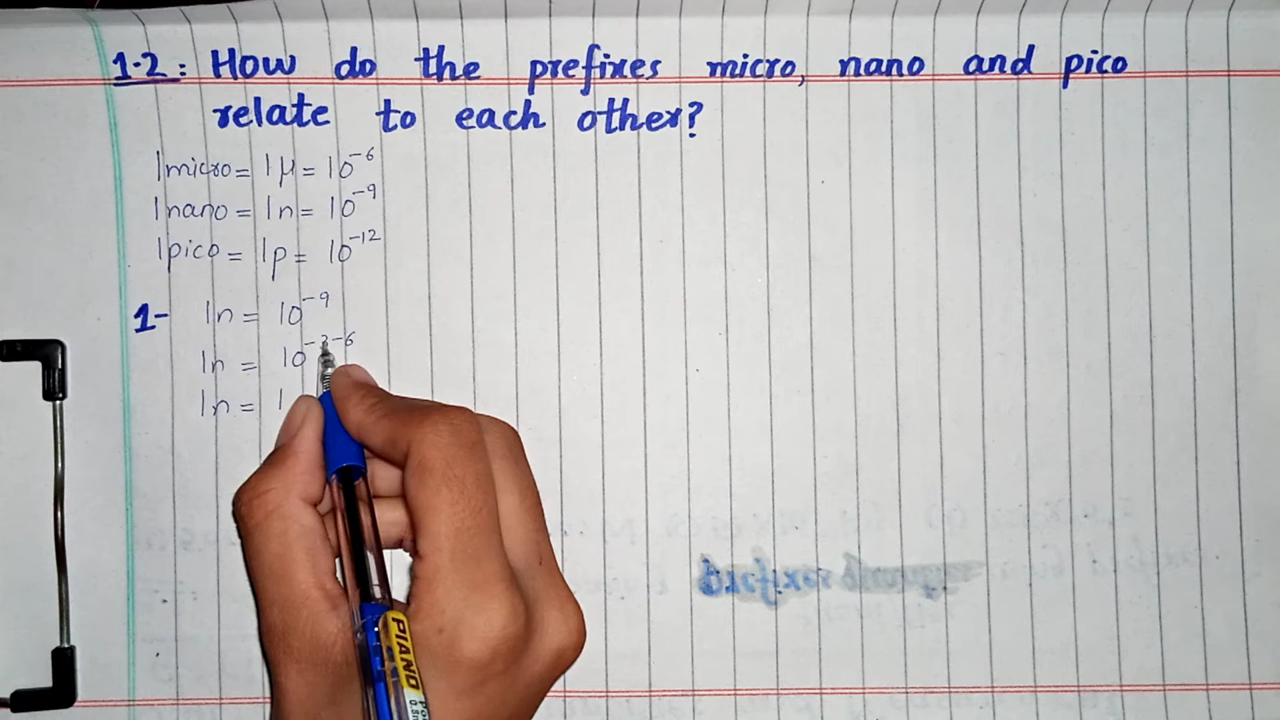 1.2: How do the prefixes micro, nano and pico
relate to each other?
1micro = 1μ = 10⁻⁶
1nano = 1n = 10⁻⁹
1pico = 1p = 10⁻¹²
1- 1n = 10⁻⁹
1n = 10⁻³⁻⁶
1n = 1
PIANO